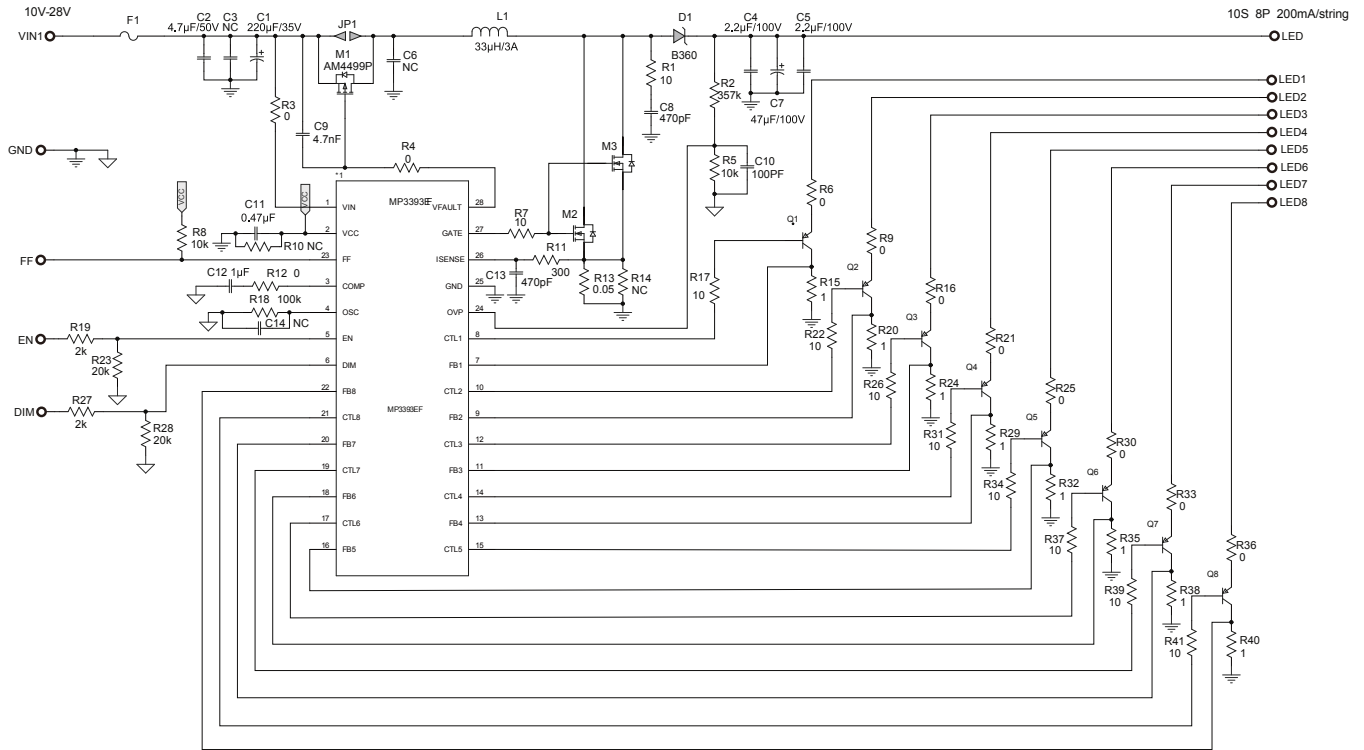 10V-28V
10S 8P 200mA/string
VIN1
F1
C2
4.7µF/50V
C3
NC
C1
220µF/35V
JP1
M1
AM4499P
C6
NC
L1
33µH/3A
D1
B360
C4
2.2µF/100V
C5
2.2µF/100V
C7
47µF/100V
LED
LED1
LED2
LED3
LED4
LED5
LED6
LED7
LED8
R1
10
C8
470pF
R2
357k
R3
0
C9
4.7nF
R4
0
M3
R5
10k
C10
100PF
GND
VCC
VCC
C11
0.47µF
R10 NC
R8
10k
FF
C12 1µF
R12 0
R18 100k
C14 NC
R19
2k
EN
R23
20k
R27
2k
DIM
R28
20k
*1
MP3393EF
MP3393EF
1 VIN
2 VCC
23 FF
3 COMP
4 OSC
5 EN
6 DIM
22 FB8
21 CTL8
20 FB7
19 CTL7
18 FB6
17 CTL6
16 FB5
VFAULT 28
GATE 27
ISENSE 26
GND 25
OVP 24
CTL1 8
FB1 7
CTL2 10
FB2 9
CTL3 12
FB3 11
CTL4 14
FB4 13
CTL5 15
R7
10
M2
R11
300
C13
470pF
R13
0.05
R14
NC
R6
0
Q1
R17
10
R15
1
R9
0
Q2
R22
10
R20
1
R16
0
Q3
R26
10
R24
1
R21
0
Q4
R31
10
R29
1
R25
0
Q5
R34
10
R32
1
R30
0
Q6
R37
10
R35
1
R33
0
Q7
R39
10
R38
1
R36
0
Q8
R41
10
R40
1